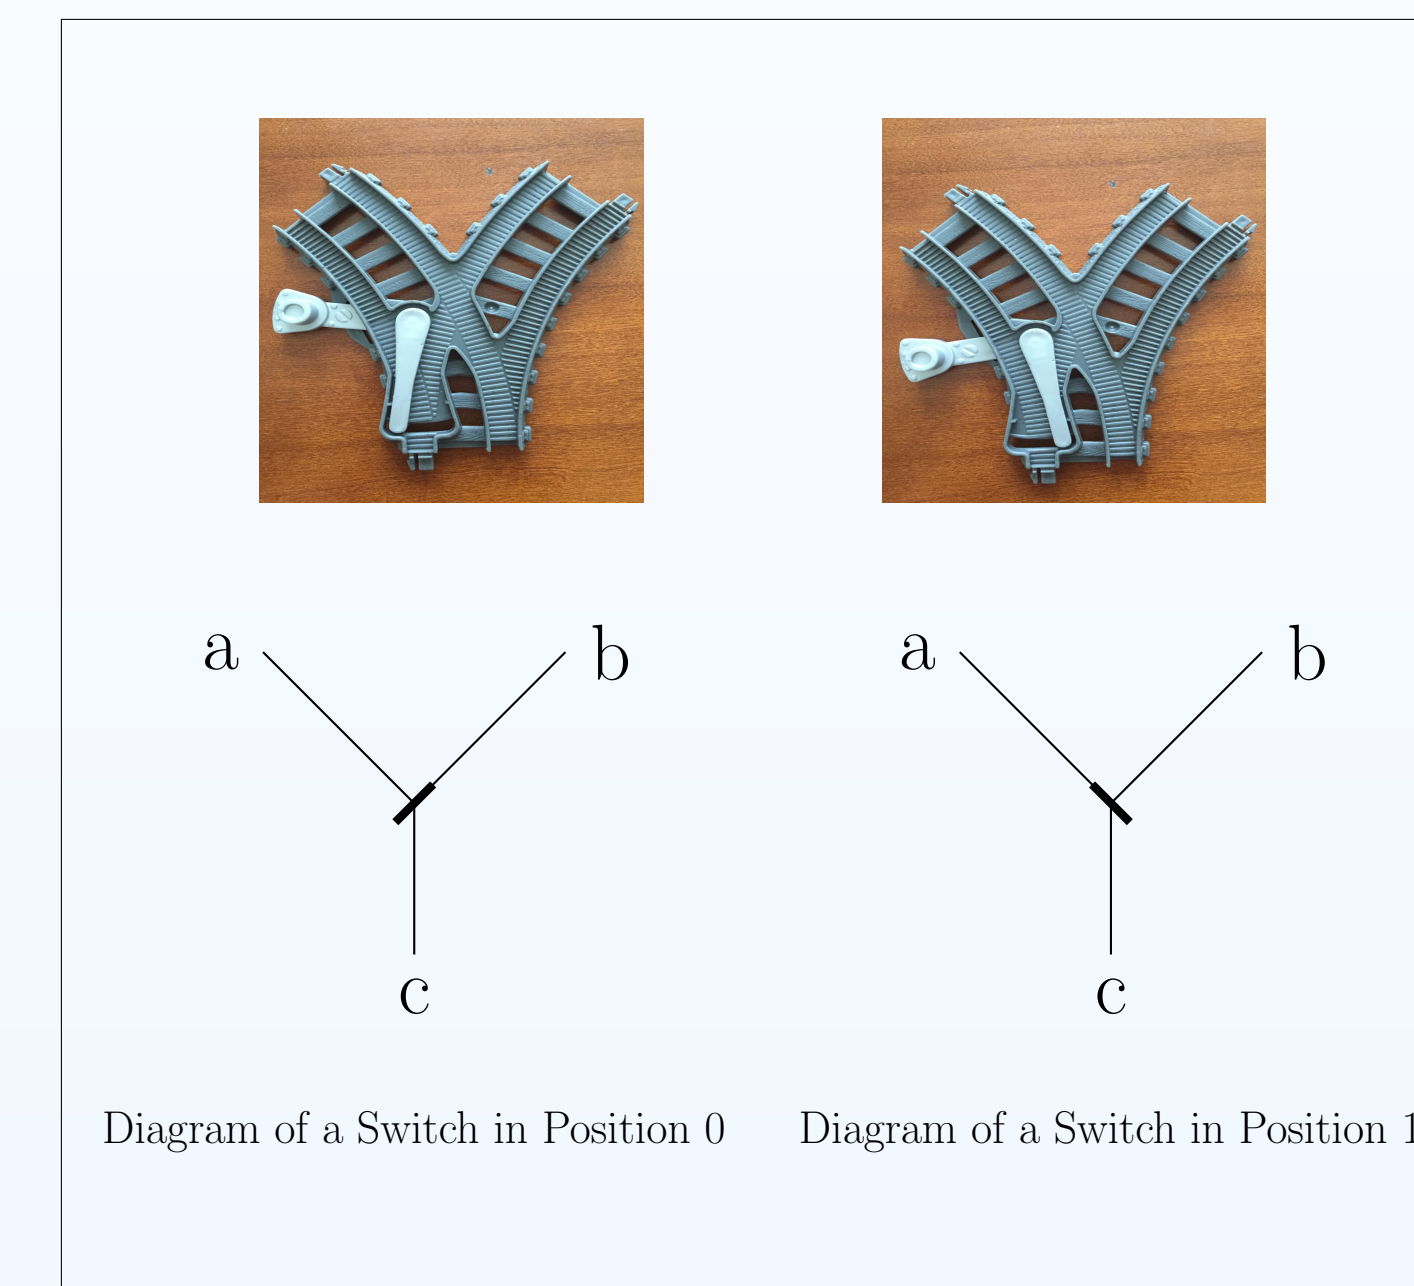 a b a b
c c
Diagram of a Switch in Position 0 Diagram of a Switch in Position 1